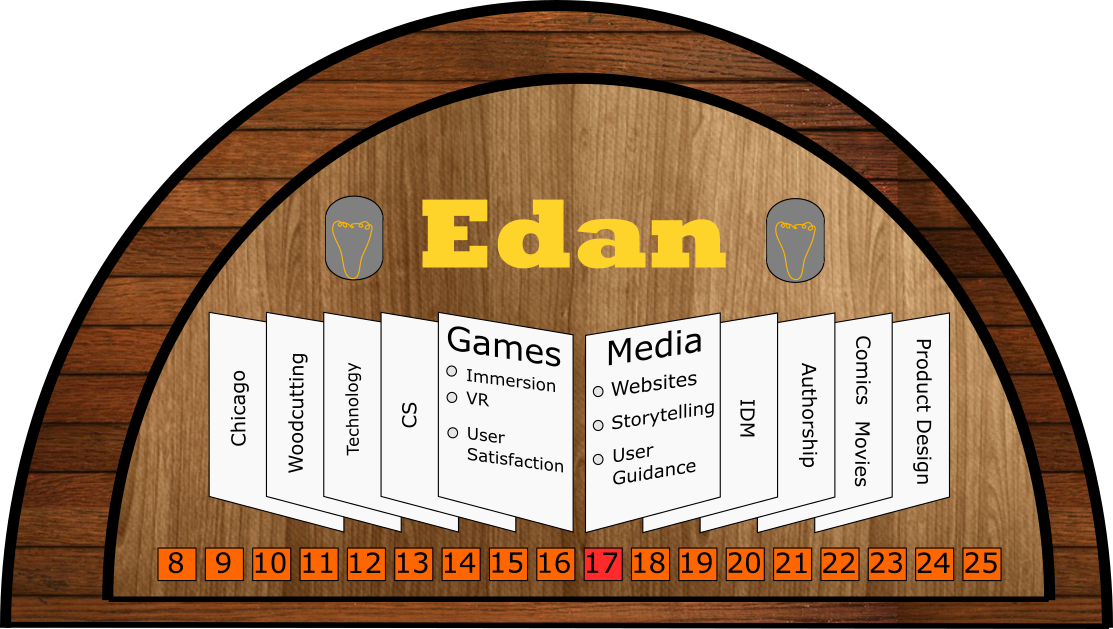 Edan
Chicago
Woodcutting
Technology
CS
Games
Immersion
VR
User
Satisfaction
Media
Websites
Storytelling
User
Guidance
IDM
Authorship
Comics Movies
Product Design
8 9 10 11 12 13 14 15 16 17 18 19 20 21 22 23 24 25